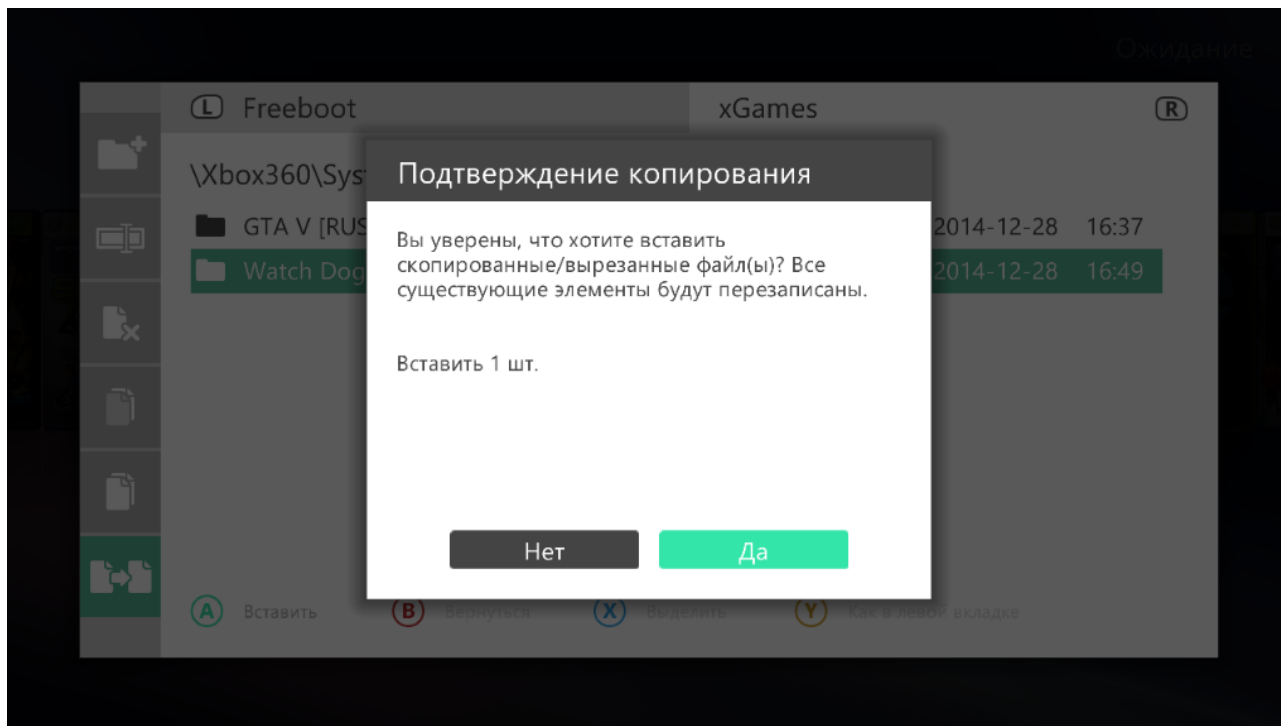 Ожидание
L Freeboot
xGames R
\Xbox360\Sys
GTA V [RUS 2014-12-28 16:37
Watch Dog 2014-12-28 16:49
Подтверждение копирования
Вы уверены, что хотите вставить
скопированные/вырезанные файл(ы)? Все
существующие элементы будут перезаписаны.
Вставить 1 шт.
Нет Да
A Вставить B Вернуться X Выделить Y Как в левой вкладке